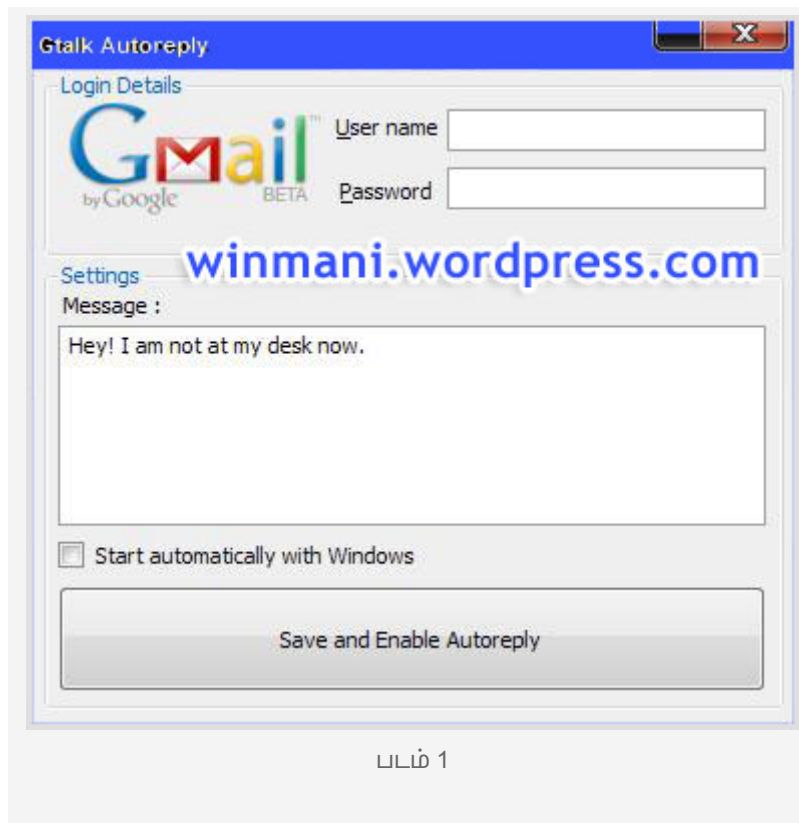 Gtalk Autoreply
Login Details
Gmail™
by Google BETA
User name
Password
winmani.wordpress.com
Settings
Message :
Hey! I am not at my desk now.
Start automatically with Windows
Save and Enable Autoreply
படம் 1